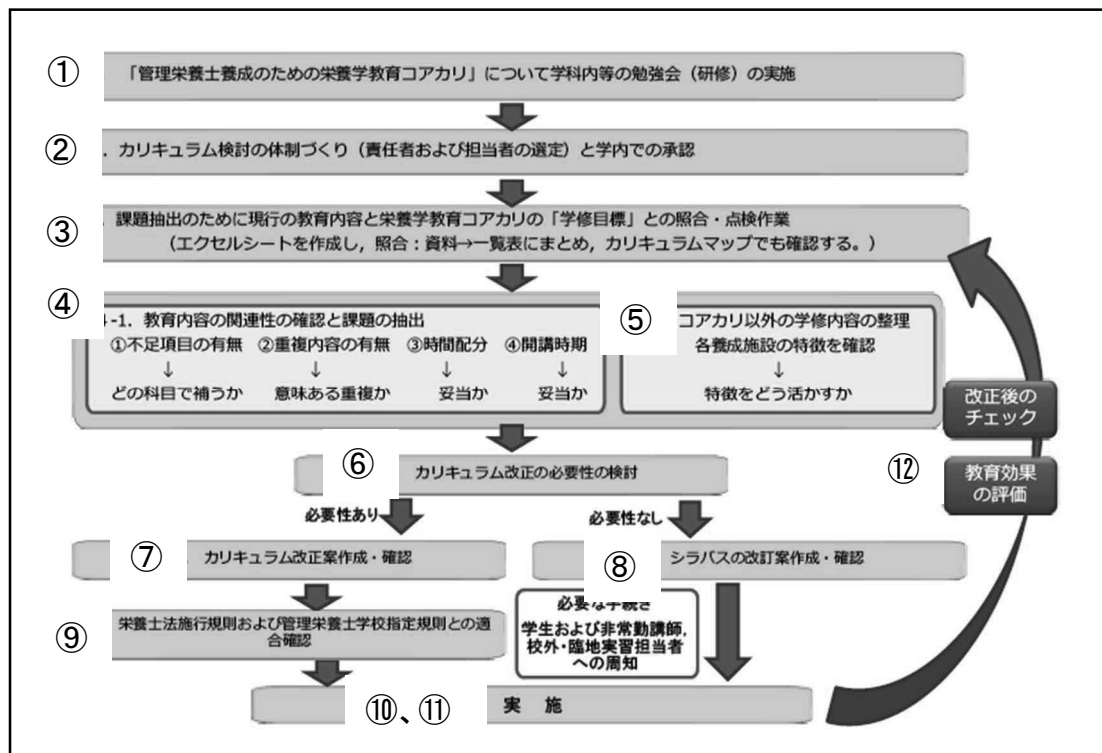 ① 「管理栄養士養成のための栄養学教育コアカリ」について学科内等の勉強会（研修）の実施
② . カリキュラム検討の体制づくり（責任者および担当者の選定）と学内での承認
③ 課題抽出のために現行の教育内容と栄養学教育コアカリの「学修目標」との照合・点検作業
（エクセルシートを作成し，照合：資料→一覧表にまとめ，カリキュラムマップでも確認する。）
④
-1．教育内容の関連性の確認と課題の抽出
①不足項目の有無 ②重複内容の有無 ③時間配分 ④開講時期
↓ ↓ ↓ ↓
どの科目で補うか 意味ある重複か 妥当か 妥当か
⑤ コアカリ以外の学修内容の整理
各養成施設の特徴を確認
↓
特徴をどう活かすか
改正後の
チェック
⑫ 教育効果
の評価
⑥ カリキュラム改正の必要性の検討
必要性あり 必要性なし
⑦ カリキュラム改正案作成・確認
⑧ シラバスの改訂案作成・確認
必要な手続き
学生および非常勤講師，
校外・臨地実習担当者
への周知
⑨ 栄養士法施行規則および管理栄養士学校指定規則との適
合確認
⑩、⑪ 実 施